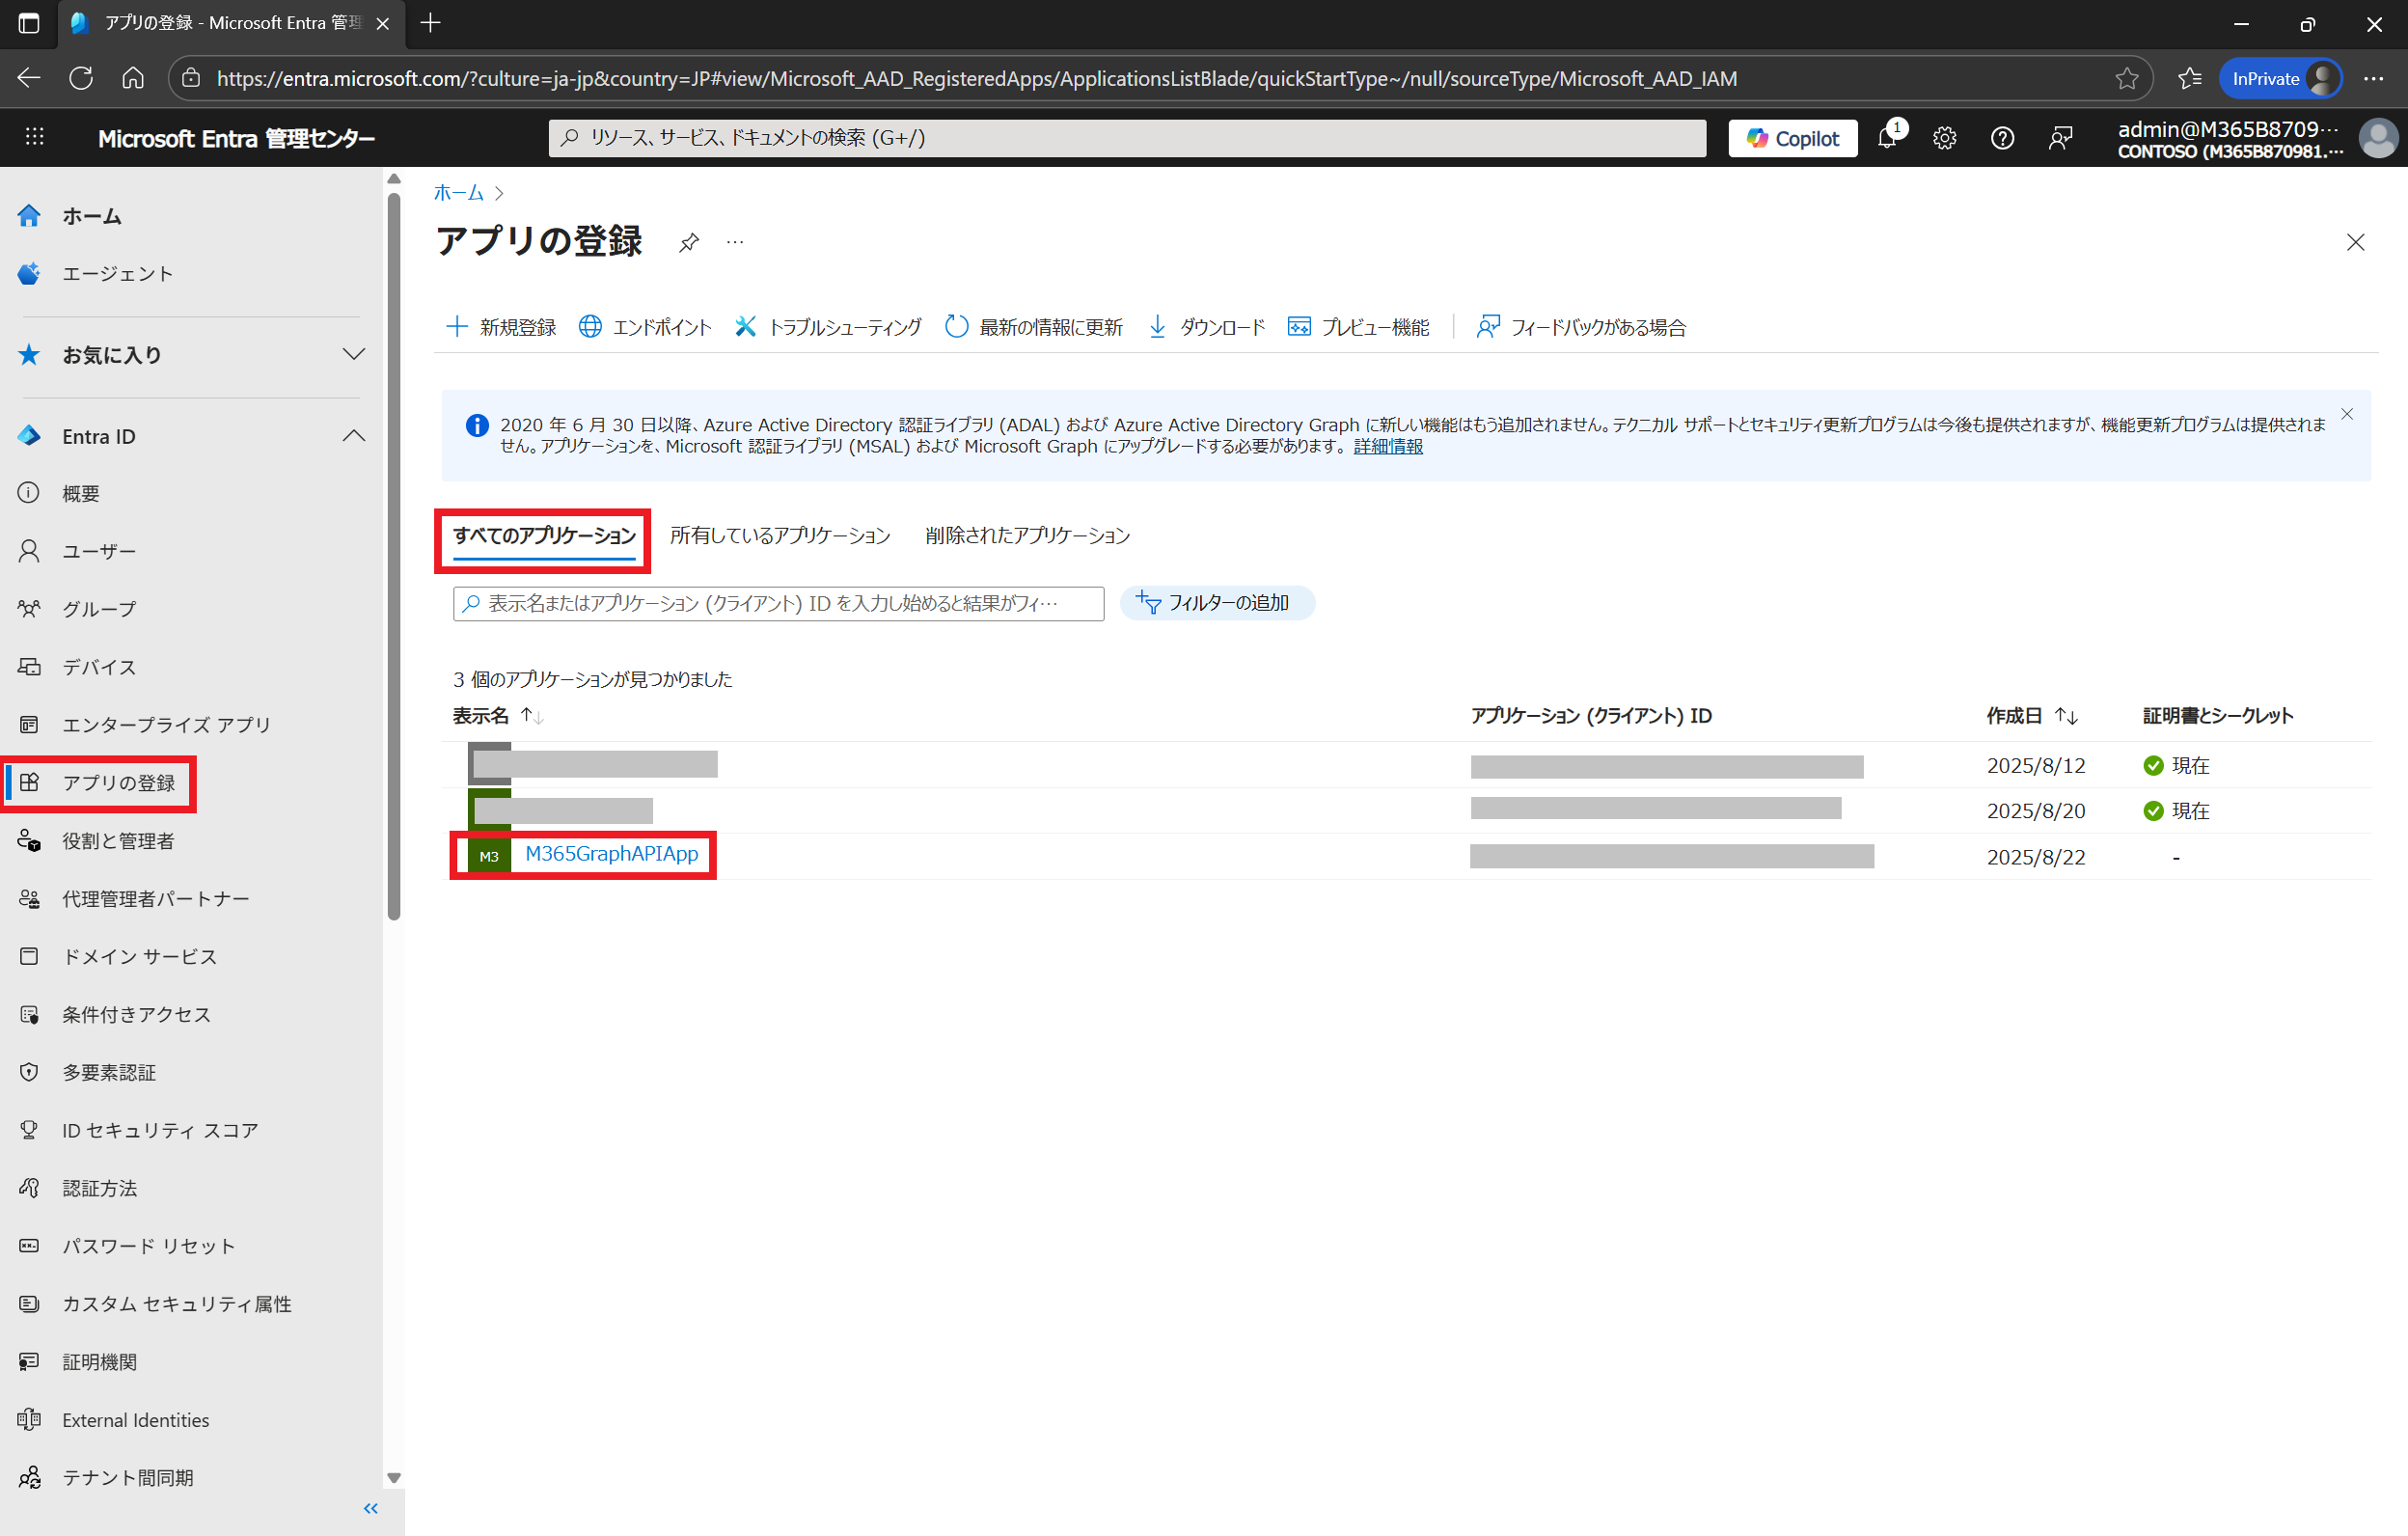 アプリの登録 - Microsoft Entra 管理
https://entra.microsoft.com/?culture=ja-jp&country=JP#view/Microsoft_AAD_RegisteredApps/ApplicationsListBlade/quickStartType~/null/sourceType/Microsoft_AAD_IAM
InPrivate
Microsoft Entra 管理センター
リソース、サービス、ドキュメントの検索 (G+/)
Copilot
1
admin@M365B8709…
CONTOSO (M365B870981.…
ホーム
エージェント
お気に入り
Entra ID
概要
ユーザー
グループ
デバイス
エンタープライズ アプリ
アプリの登録
役割と管理者
代理管理者パートナー
ドメイン サービス
条件付きアクセス
多要素認証
ID セキュリティ スコア
認証方法
パスワード リセット
カスタム セキュリティ属性
証明機関
External Identities
テナント間同期
ホーム
アプリの登録
新規登録 エンドポイント トラブルシューティング 最新の情報に更新 ダウンロード プレビュー機能 フィードバックがある場合
2020 年 6 月 30 日以降、Azure Active Directory 認証ライブラリ (ADAL) および Azure Active Directory Graph に新しい機能はもう追加されません。テクニカル サポートとセキュリティ更新プログラムは今後も提供されますが、機能更新プログラムは提供されま
せん。アプリケーションを、Microsoft 認証ライブラリ (MSAL) および Microsoft Graph にアップグレードする必要があります。 詳細情報
すべてのアプリケーション 所有しているアプリケーション 削除されたアプリケーション
表示名またはアプリケーション (クライアント) ID を入力し始めると結果がフィ…
フィルターの追加
3 個のアプリケーションが見つかりました
表示名 アプリケーション (クライアント) ID 作成日 証明書とシークレット
2025/8/12 現在
2025/8/20 現在
M3 M365GraphAPIApp 2025/8/22 -